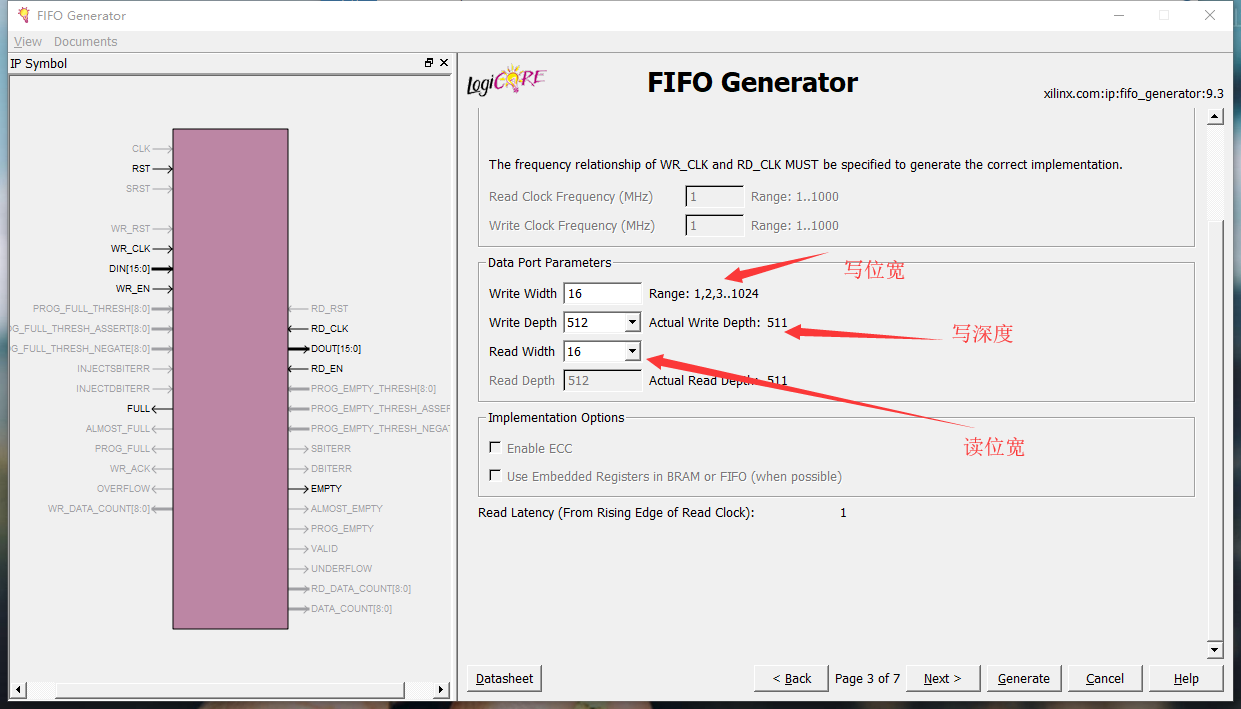 FIFO Generator
View Documents
IP Symbol
CLK
RST
SRST
WR_RST
WR_CLK
DIN[15:0]
WR_EN
PROG_FULL_THRESH[8:0]
G_FULL_THRESH_ASSERT[8:0]
G_FULL_THRESH_NEGATE[8:0]
INJECTSBITERR
INJECTDBITERR
FULL
ALMOST_FULL
PROG_FULL
WR_ACK
OVERFLOW
WR_DATA_COUNT[8:0]
RD_RST
RD_CLK
DOUT[15:0]
RD_EN
PROG_EMPTY_THRESH[8:0]
PROG_EMPTY_THRESH_ASSER
PROG_EMPTY_THRESH_NEGA
SBITERR
DBITERR
EMPTY
ALMOST_EMPTY
PROG_EMPTY
VALID
UNDERFLOW
RD_DATA_COUNT[8:0]
DATA_COUNT[8:0]
LogiCORE
FIFO Generator
xilinx.com:ip:fifo_generator:9.3
The frequency relationship of WR_CLK and RD_CLK MUST be specified to generate the correct implementation.
Read Clock Frequency (MHz) 1 Range: 1..1000
Write Clock Frequency (MHz) 1 Range: 1..1000
Data Port Parameters
写位宽
Write Width 16 Range: 1,2,3..1024
Write Depth 512 Actual Write Depth: 511
写深度
Read Width 16
Read Depth 512 Actual Read Depth: 511
Implementation Options
读位宽
Enable ECC
Use Embedded Registers in BRAM or FIFO (when possible)
Read Latency (From Rising Edge of Read Clock): 1
Datasheet < Back Page 3 of 7 Next > Generate Cancel Help